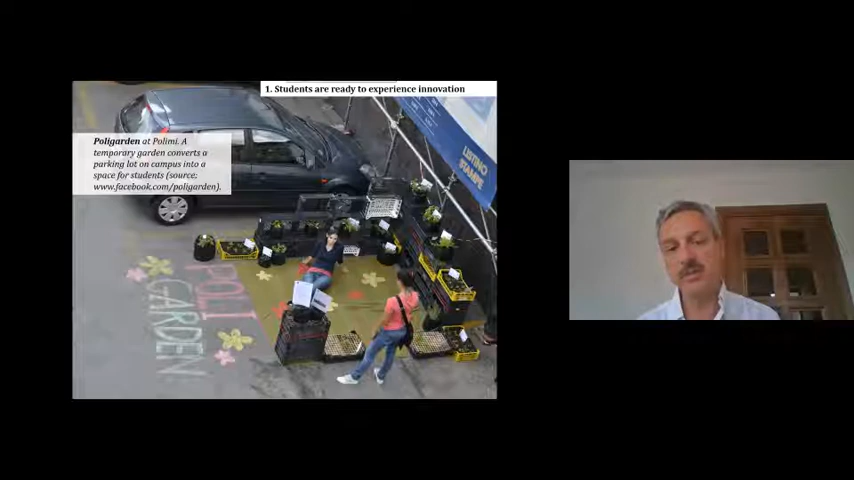 1. Students are ready to experience innovation
Poligarden at Polimi. A
temporary garden converts a
parking lot on campus into a
space for students (source:
www.facebook.com/poligarden).
LISTINO
STAMPE
POLI
GARDEN